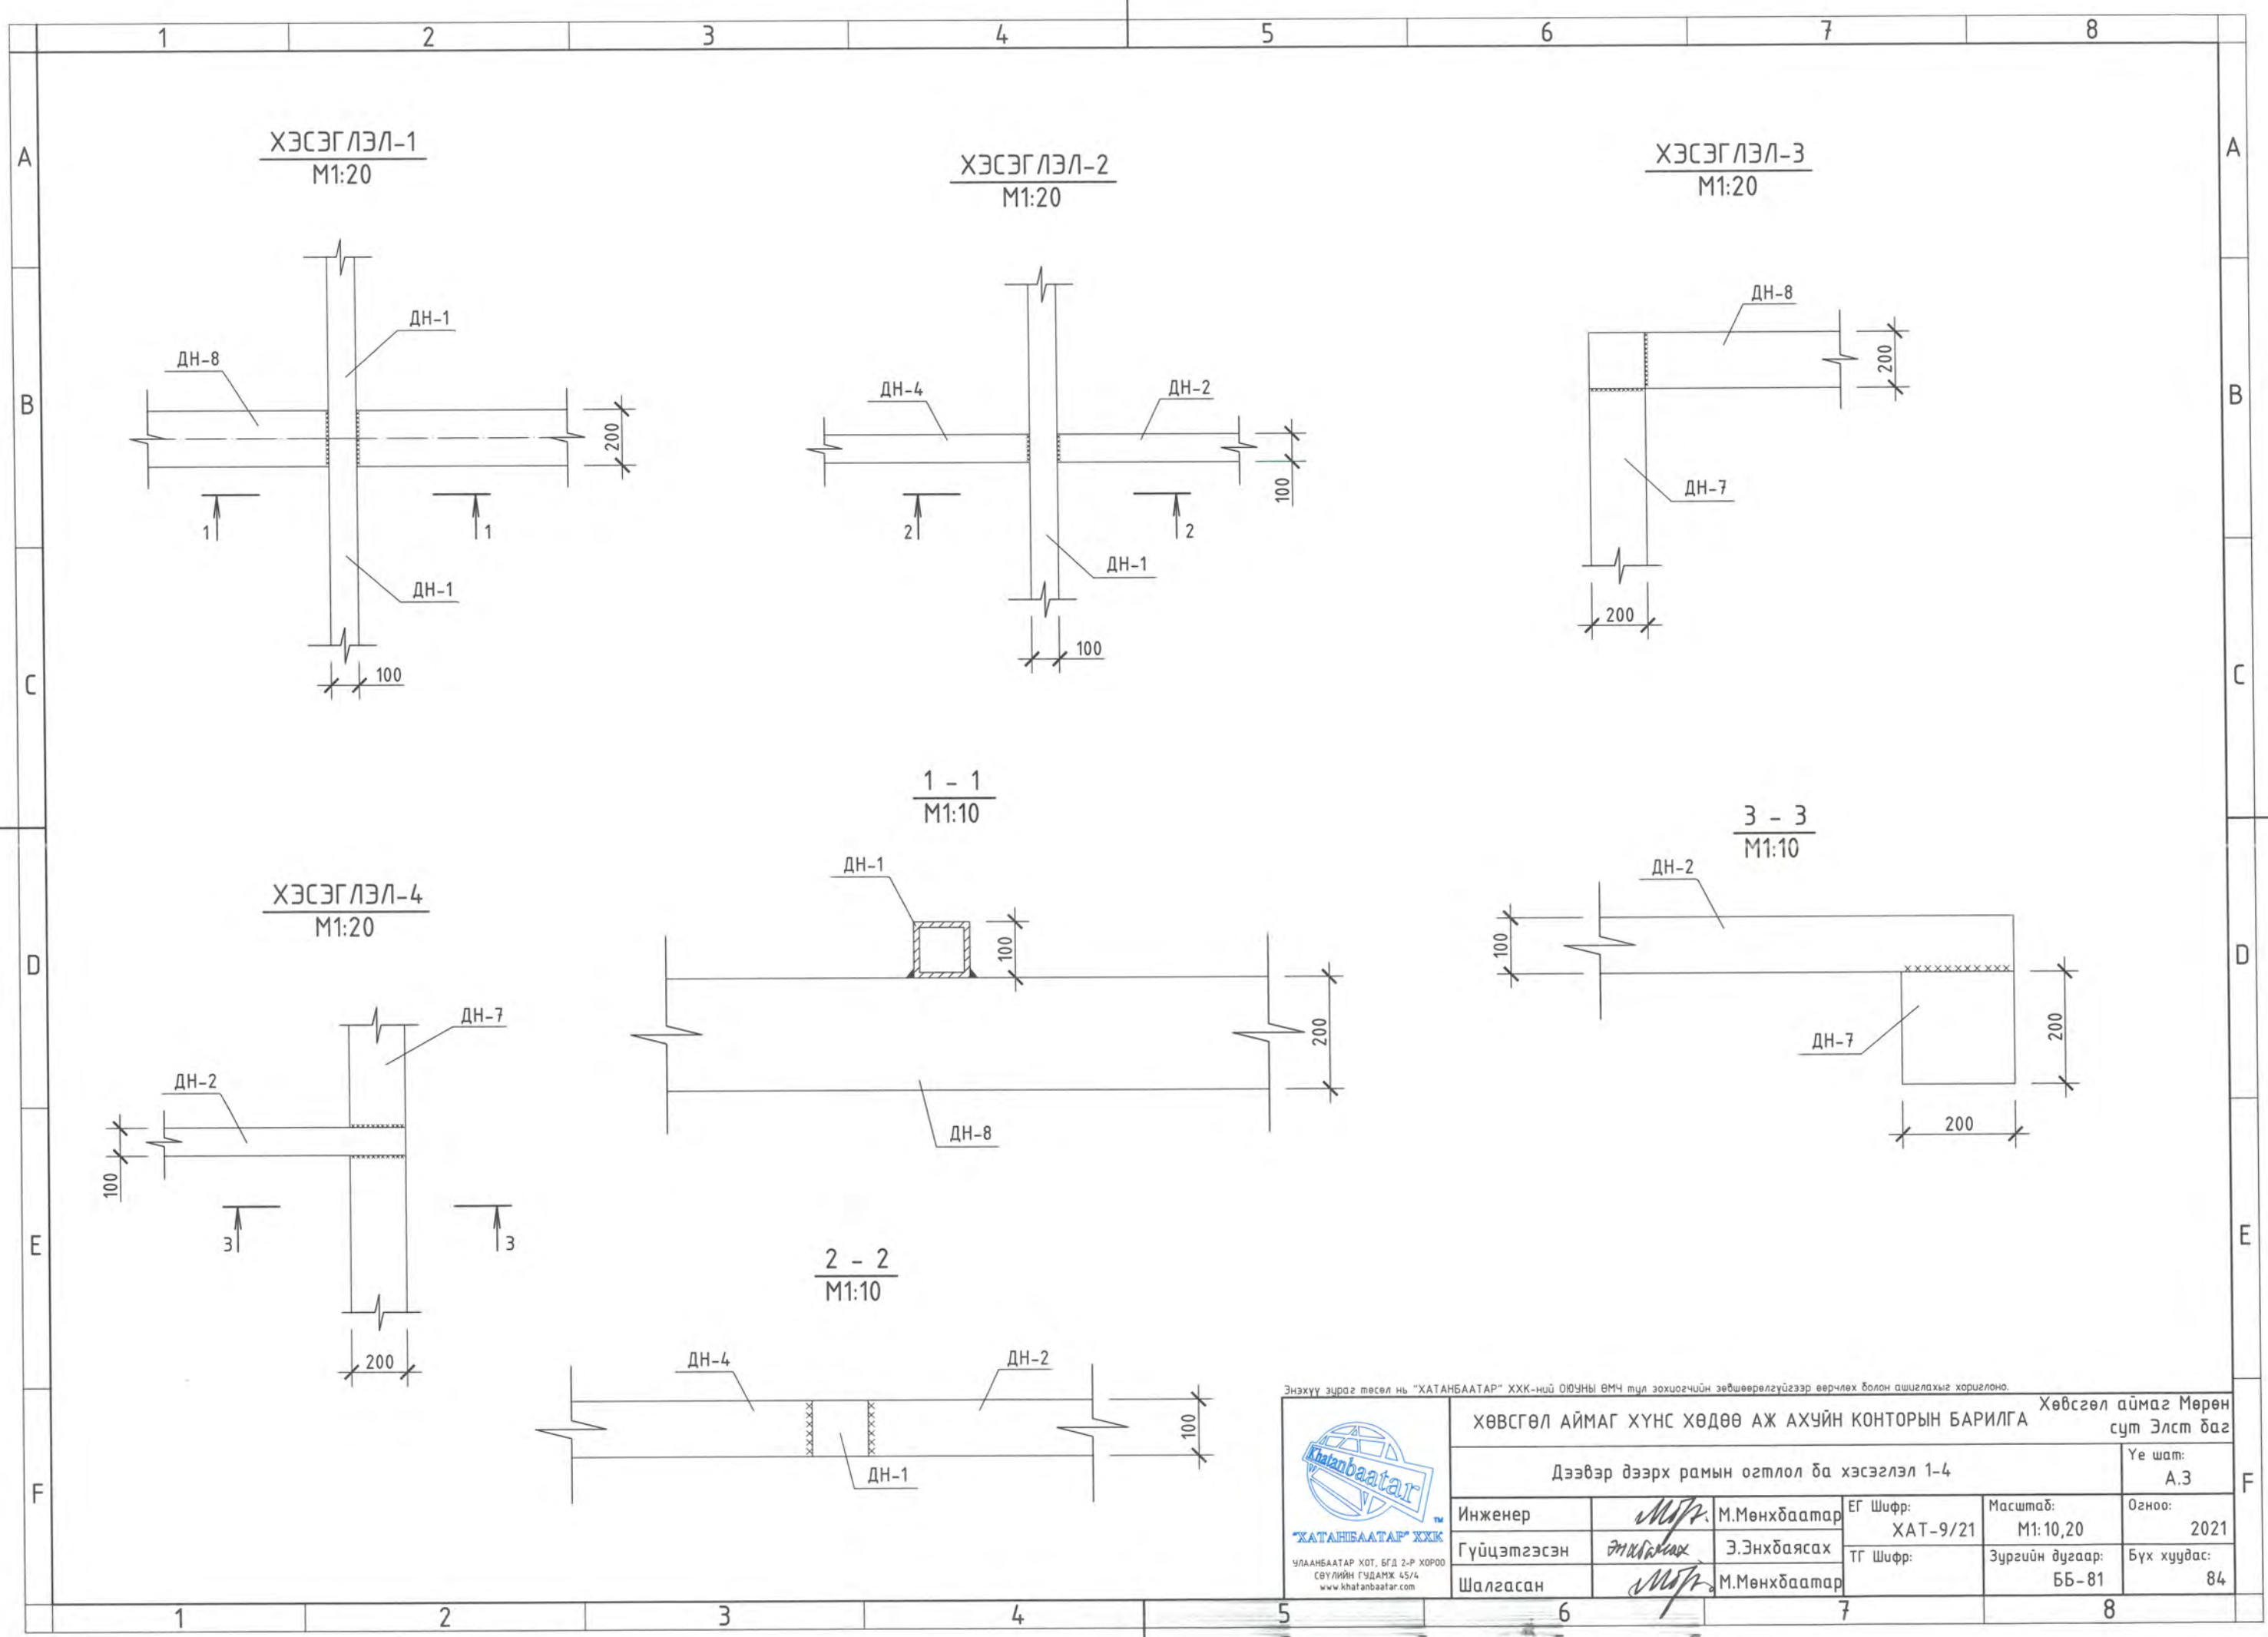 1 2 3 4 5 6 7 8
A A
B B
C C
D D
E E
F F
ХЭСЭГЛЭЛ-1
М1:20
ДН-1
ДН-8
200
1 1
ДН-1
100
ХЭСЭГЛЭЛ-2
М1:20
ДН-4
ДН-2
100
2 2
ДН-1
100
ХЭСЭГЛЭЛ-3
М1:20
ДН-8
200
ДН-7
200
ХЭСЭГЛЭЛ-4
М1:20
ДН-7
ДН-2
100
3 3
200
1 - 1
М1:10
ДН-1
100
200
ДН-8
3 - 3
М1:10
ДН-2
100
200
ДН-7
200
2 - 2
М1:10
ДН-4
ДН-2
100
ДН-1
Энэхүү зураг төсөл нь "ХАТАНБААТАР" ХХК-ний ОЮУНЫ ӨМЧ тул зохиогчийн зөвшөөрөлгүйгээр өөрчлөх болон ашиглахыг хориглоно.
Khatanbaatar
TM
"ХАТАНБААТАР" ХХК
УЛААНБААТАР ХОТ, БГД 2-Р ХОРОО
СӨҮЛИЙН ГУДАМЖ 45/4
www.khatanbaatar.com
ХӨВСГӨЛ АЙМАГ ХҮНС ХӨДӨӨ АЖ АХУЙН КОНТОРЫН БАРИЛГА
Хөвсгөл аймаг Мөрөн
сум Элст баг
Дээвэр дээрх рамын огтлол ба хэсэглэл 1-4
Үе шат:
А.З
Инженер М.Мөнхбаатар
Гүйцэтгэсэн Э.Энхбаясах
Шалгасан М.Мөнхбаатар
ЕГ Шифр:
ХАТ-9/21
ТГ Шифр:
Масштаб:
М1:10,20
Огноо:
2021
Зургийн дугаар:
ББ-81
Бүх хуудас:
84
1 2 3 4 5 6 7 8